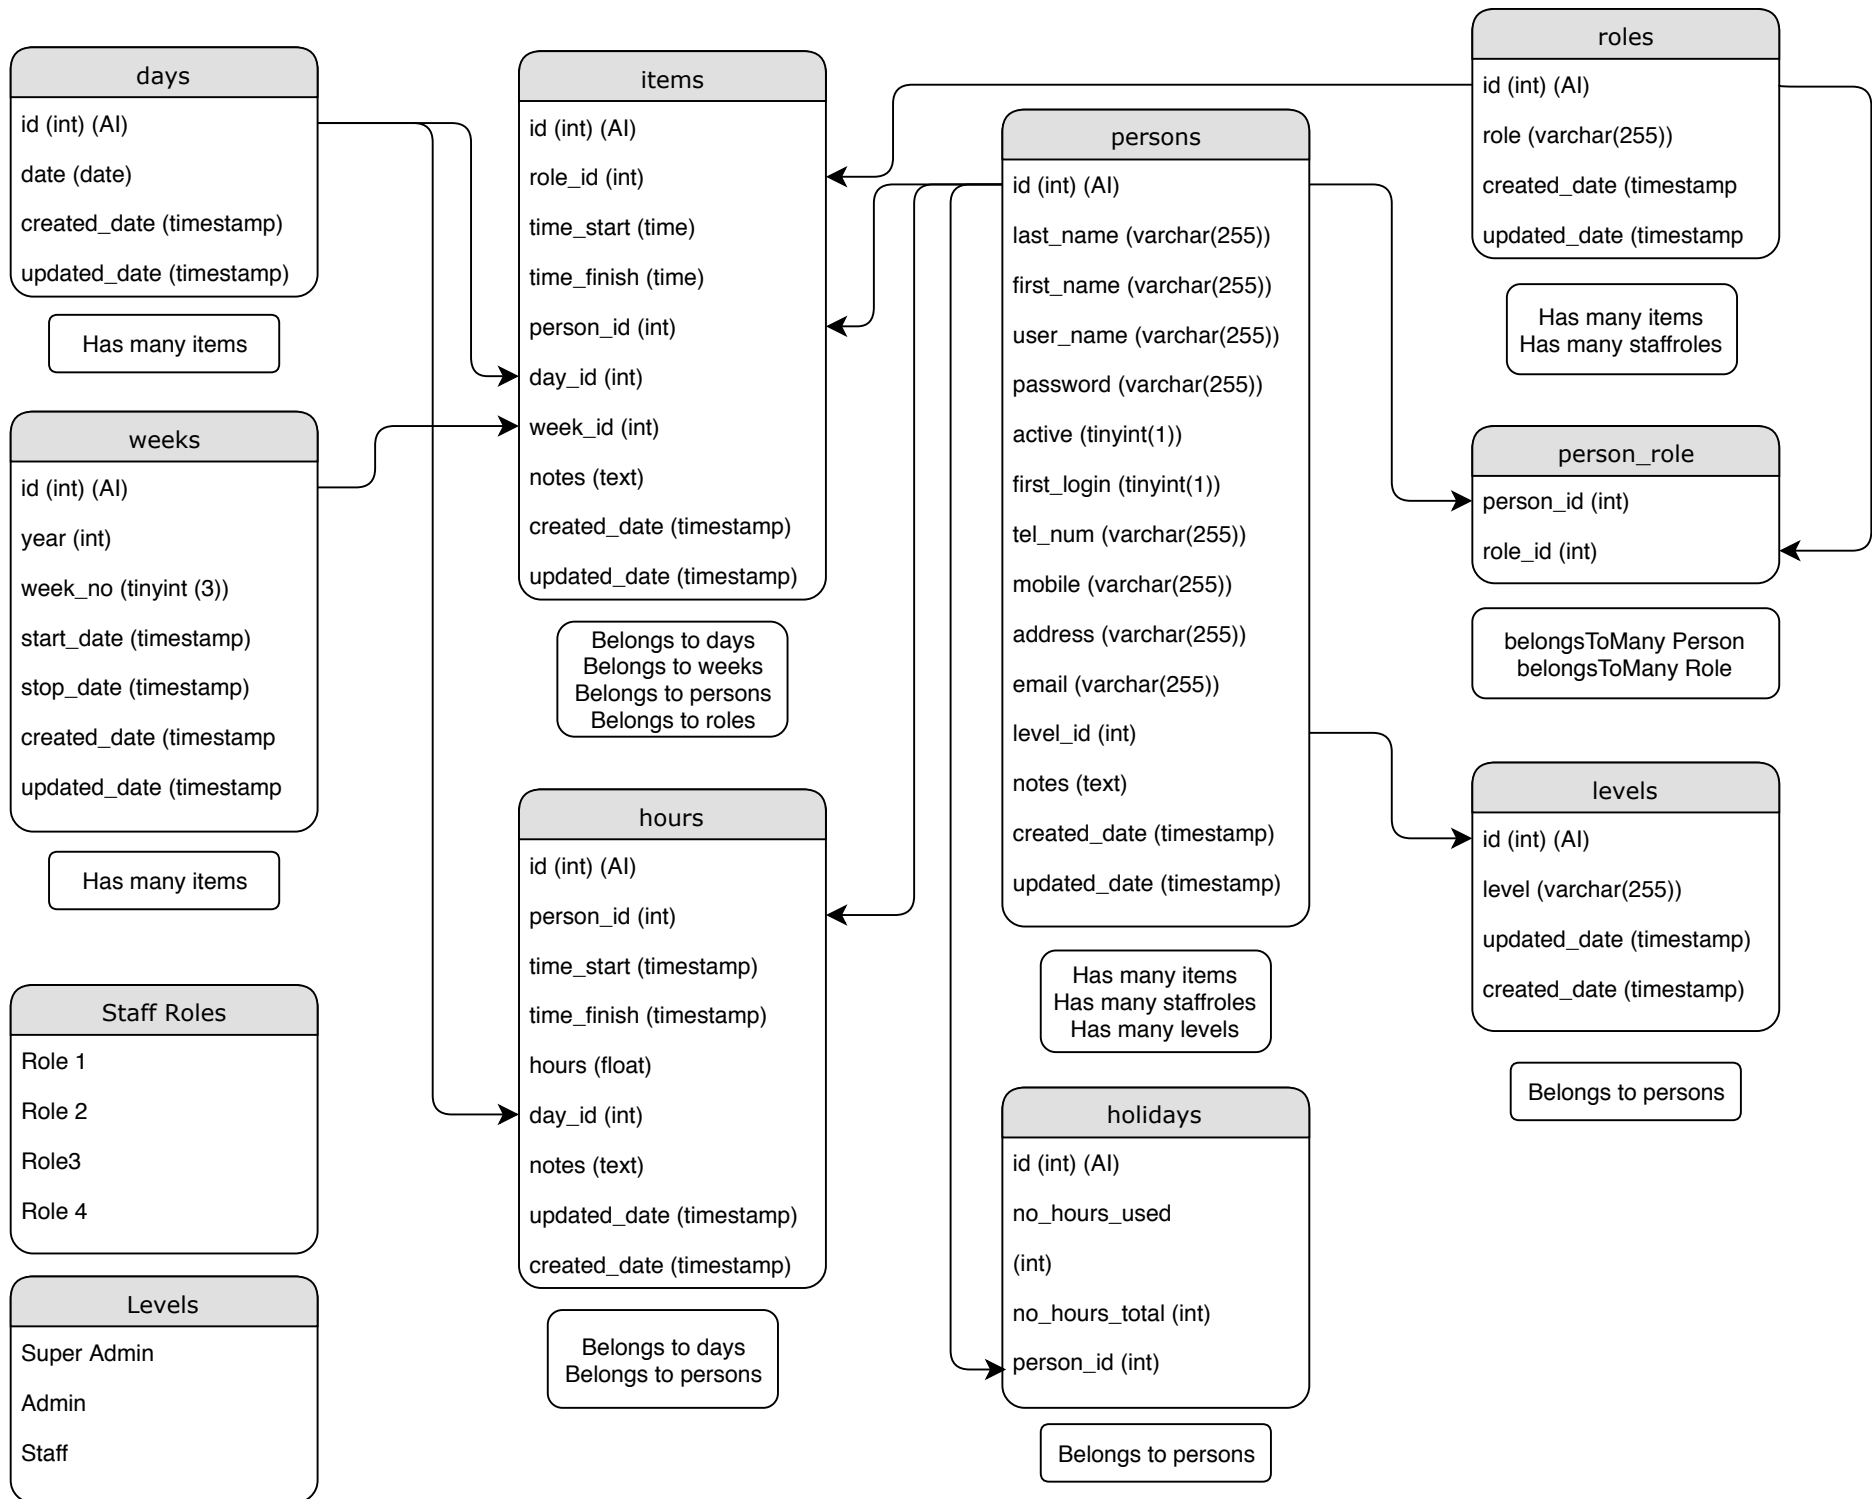 days
id (int) (AI)
date (date)
created_date (timestamp)
updated_date (timestamp)
Has many items
weeks
id (int) (AI)
year (int)
week_no (tinyint (3))
start_date (timestamp)
stop_date (timestamp)
created_date (timestamp
updated_date (timestamp
Has many items
Staff Roles
Role 1
Role 2
Role3
Role 4
Levels
Super Admin
Admin
Staff
items
id (int) (AI)
role_id (int)
time_start (time)
time_finish (time)
person_id (int)
day_id (int)
week_id (int)
notes (text)
created_date (timestamp)
updated_date (timestamp)
Belongs to days
Belongs to weeks
Belongs to persons
Belongs to roles
hours
id (int) (AI)
person_id (int)
time_start (timestamp)
time_finish (timestamp)
hours (float)
day_id (int)
notes (text)
updated_date (timestamp)
created_date (timestamp)
Belongs to days
Belongs to persons
persons
id (int) (AI)
last_name (varchar(255))
first_name (varchar(255))
user_name (varchar(255))
password (varchar(255))
active (tinyint(1))
first_login (tinyint(1))
tel_num (varchar(255))
mobile (varchar(255))
address (varchar(255))
email (varchar(255))
level_id (int)
notes (text)
created_date (timestamp)
updated_date (timestamp)
Has many items
Has many staffroles
Has many levels
holidays
id (int) (AI)
no_hours_used
(int)
no_hours_total (int)
person_id (int)
Belongs to persons
roles
id (int) (AI)
role (varchar(255))
created_date (timestamp
updated_date (timestamp
Has many items
Has many staffroles
person_role
person_id (int)
role_id (int)
belongsToMany Person
belongsToMany Role
levels
id (int) (AI)
level (varchar(255))
updated_date (timestamp)
created_date (timestamp)
Belongs to persons